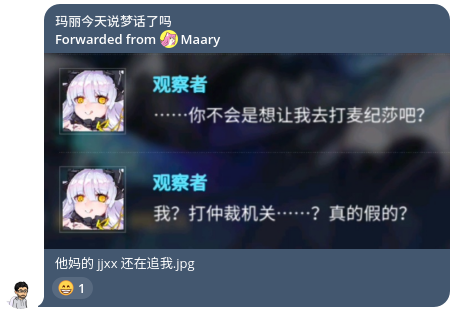 玛丽今天说梦话了吗
Forwarded from Maary
观察者
……你不会是想让我去打麦纪莎吧？
观察者
我？打仲裁机关……？真的假的？
他妈的 jjxx 还在追我.jpg
1